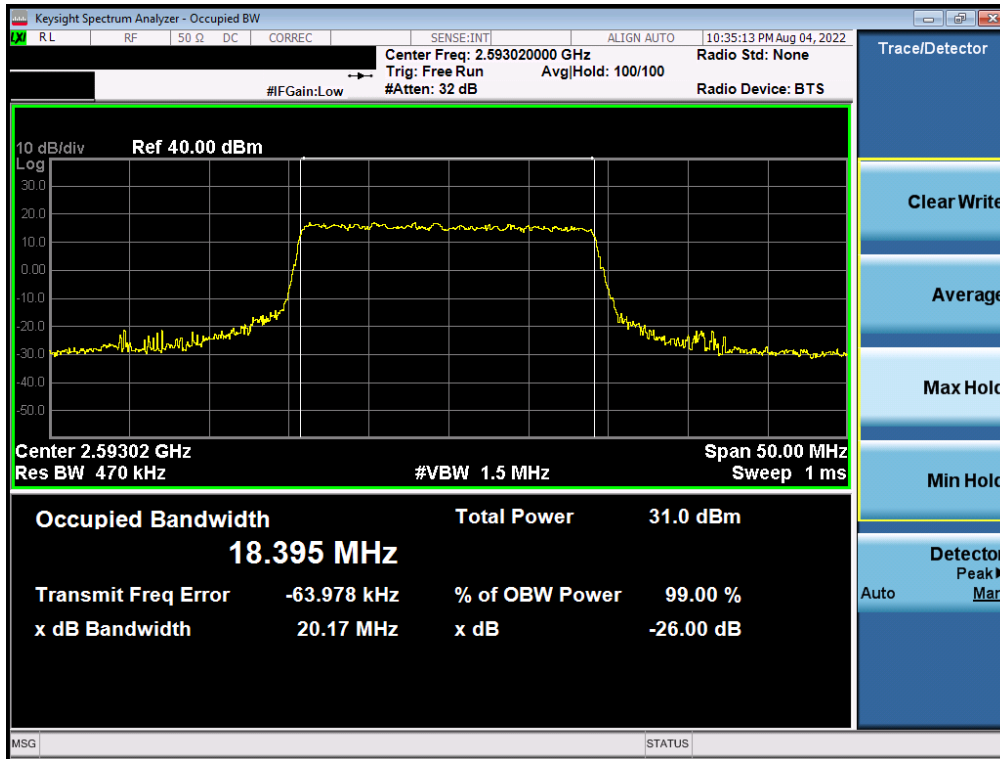 Keysight Spectrum Analyzer - Occupied BW
LXI RL RF 50 Ω DC CORREC SENSE:INT ALIGN AUTO 10:35:13 PM Aug 04, 2022
Center Freq: 2.593020000 GHz Radio Std: None
Trig: Free Run Avg|Hold: 100/100
#IFGain:Low #Atten: 32 dB Radio Device: BTS
Trace/Detector
10 dB/div Ref 40.00 dBm
Log
30.0
20.0
10.0
0.00
-10.0
-20.0
-30.0
-40.0
-50.0
Center 2.59302 GHz Span 50.00 MHz
Res BW 470 kHz #VBW 1.5 MHz Sweep 1 ms
Occupied Bandwidth Total Power 31.0 dBm
18.395 MHz
Transmit Freq Error -63.978 kHz % of OBW Power 99.00 %
x dB Bandwidth 20.17 MHz x dB -26.00 dB
Clear Write
Average
Max Hold
Min Hold
Detector
Peak
Auto Man
MSG STATUS